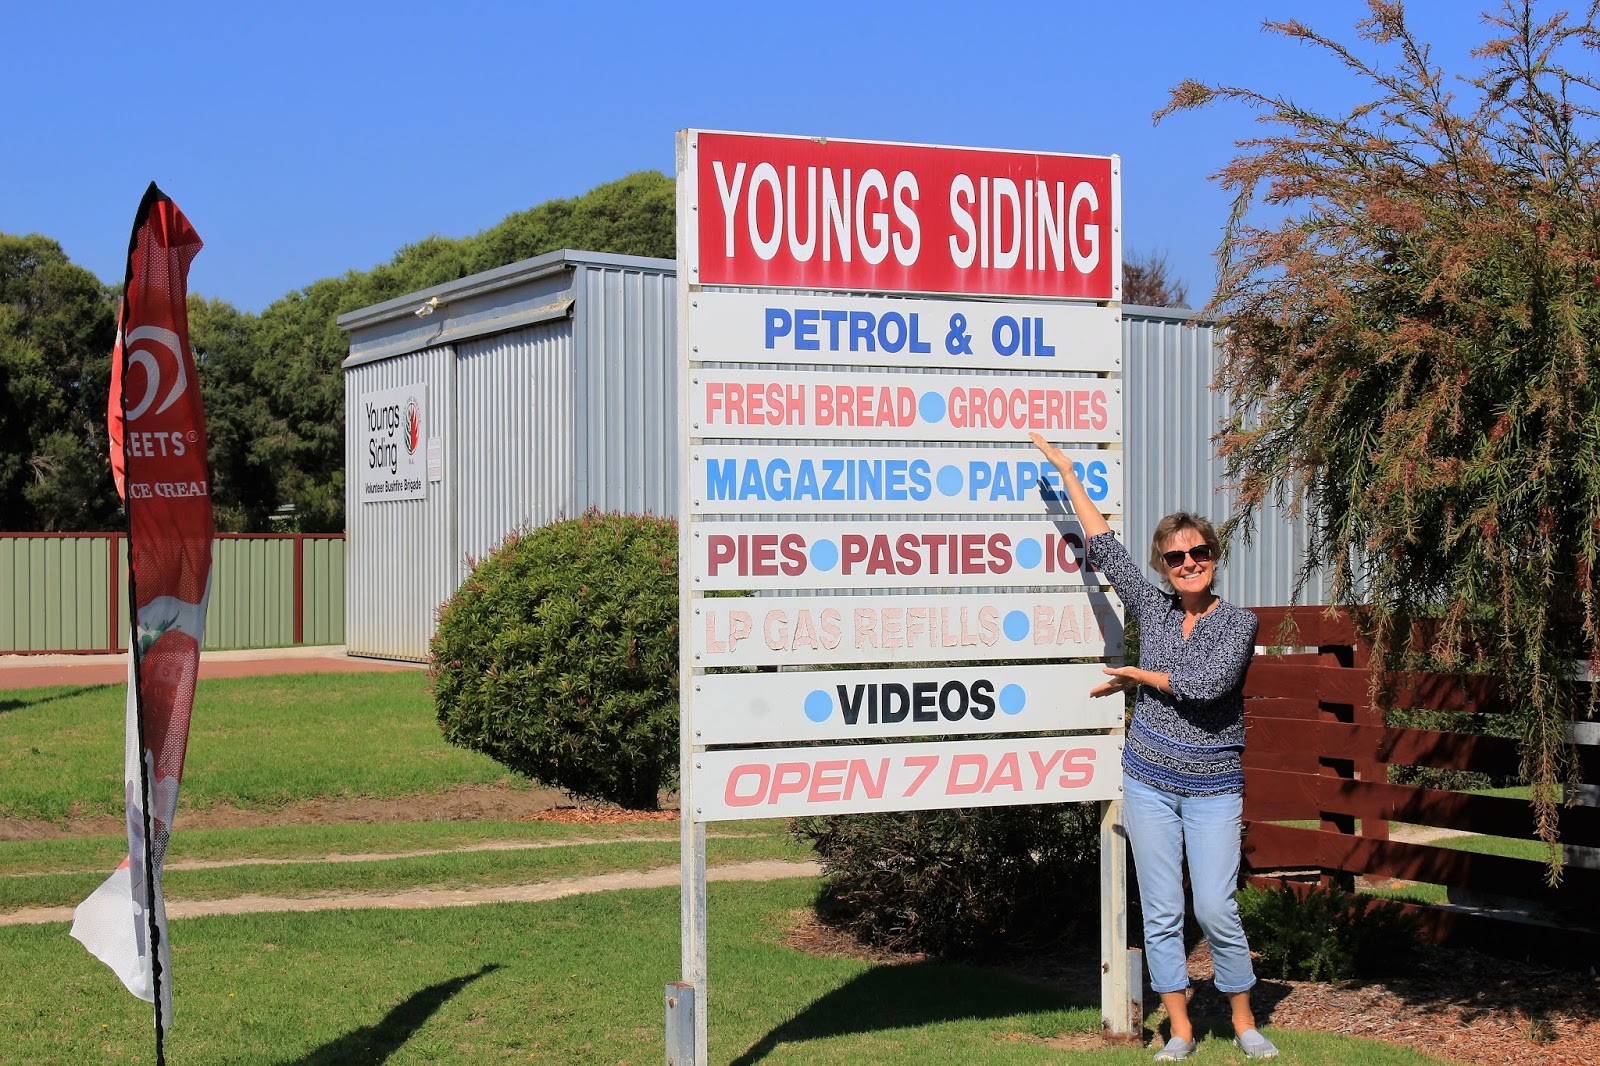 YOUNGS SIDING
PETROL & OIL
FRESH BREAD • GROCERIES
MAGAZINES • PAPERS
PIES • PASTIES •
LP GAS REFILLS • BAIT
• VIDEOS •
OPEN 7 DAYS
Youngs
Siding
Volunteer Bushfire Brigade